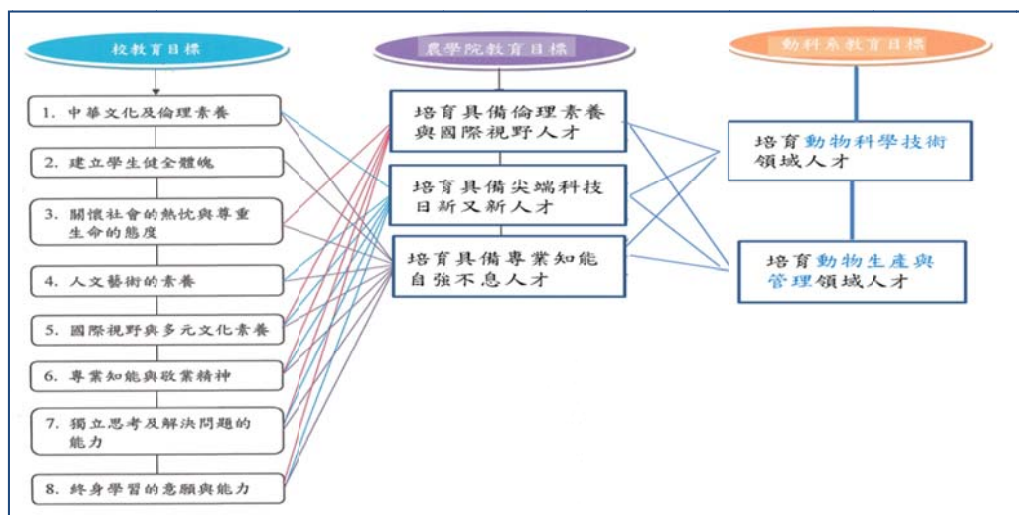 校教育目標
1. 中華文化及倫理素養
2. 建立學生健全體魄
3. 關懷社會的熱忱與尊重
生命的態度
4. 人文藝術的素養
5. 國際視野與多元文化素養
6. 專業知能與敬業精神
7. 獨立思考及解決問題的
能力
8. 終身學習的意願與能力
農學院教育目標
培育具備倫理素養
與國際視野人才
培育具備尖端科技
日新又新人才
培育具備專業知能
自強不息人才
動科系教育目標
培育動物科學技術
領域人才
培育動物生產與
管理領域人才